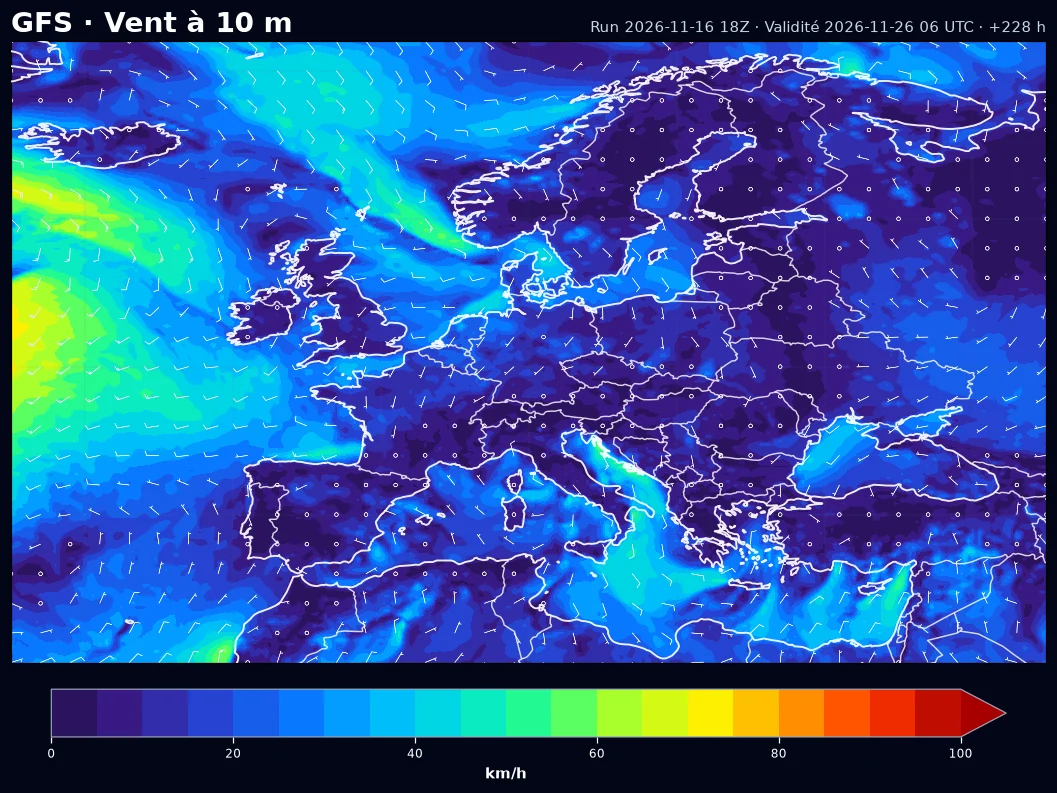 GFS · Vent à 10 m
Run 2026-11-16 18Z · Validité 2026-11-26 06 UTC · +228 h
0 20 40 60 80 100
km/h